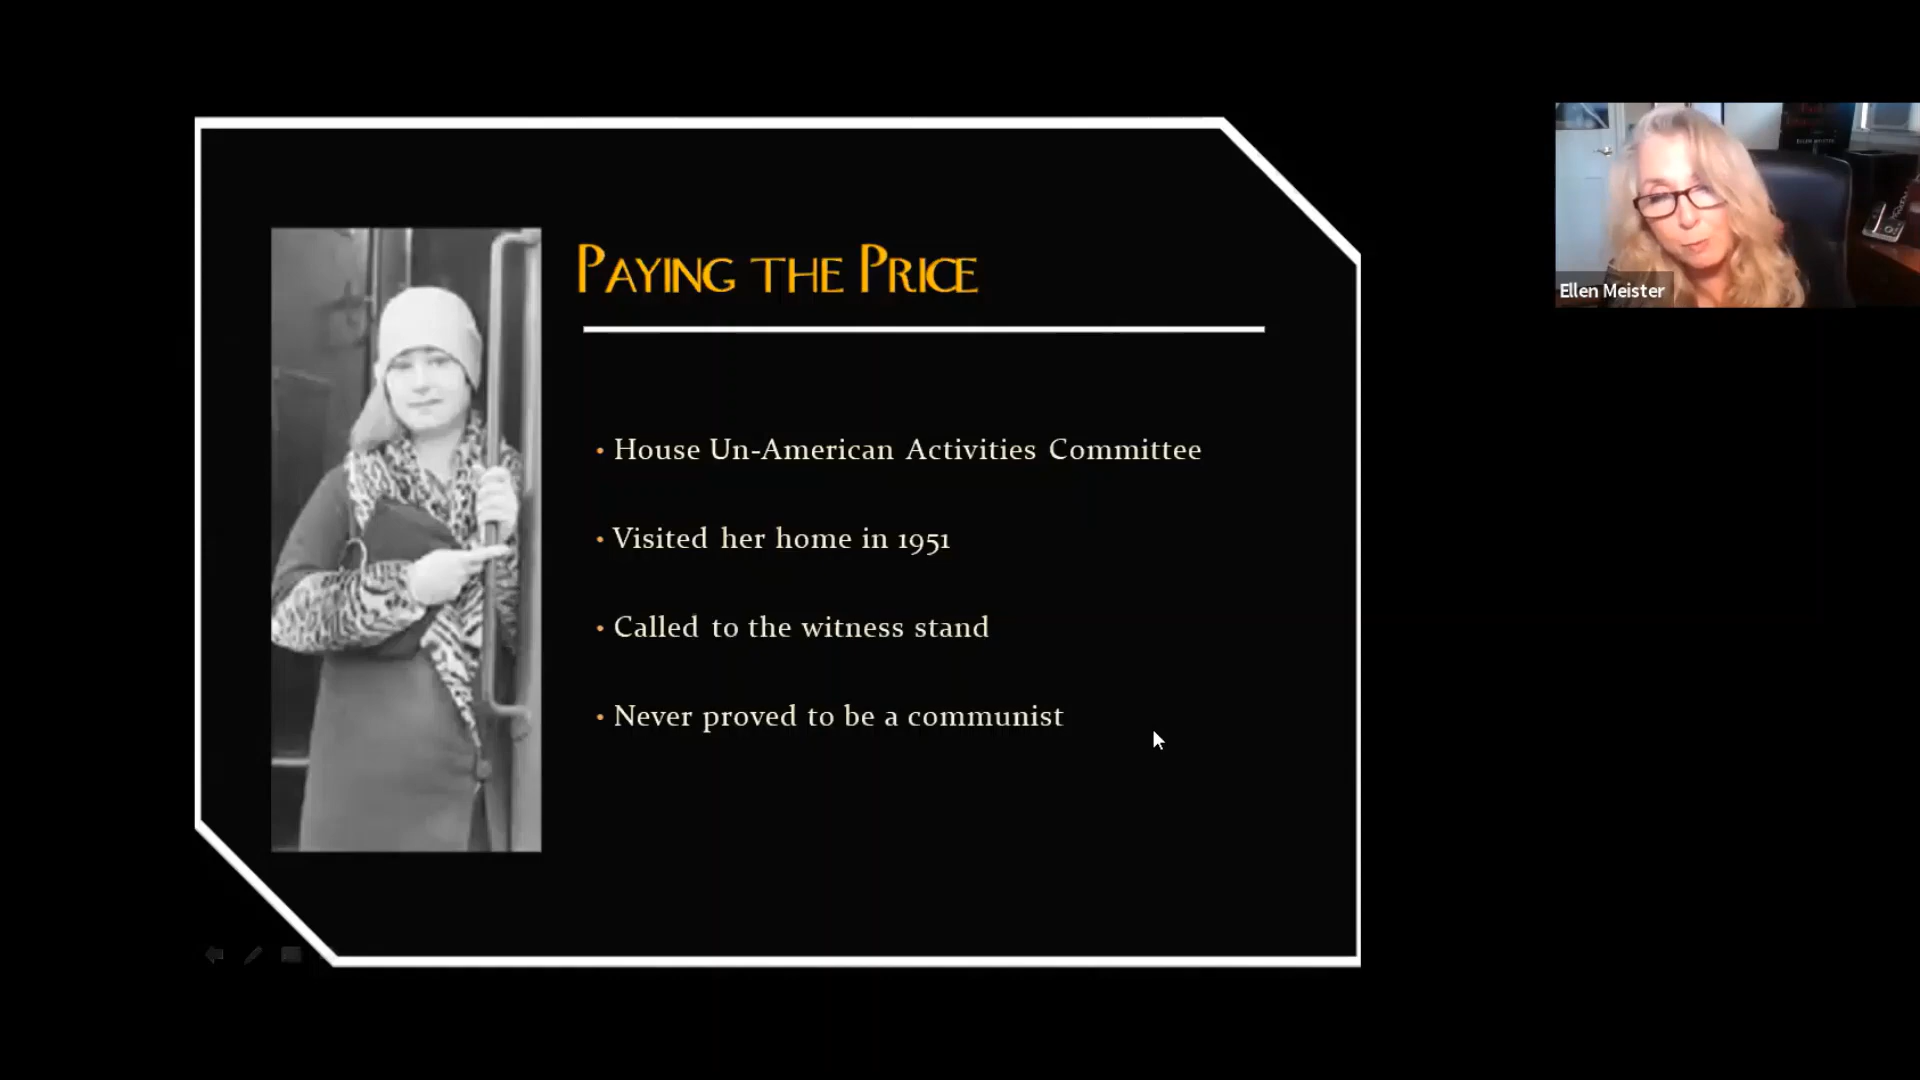 Paying the Price
• House Un-American Activities Committee
• Visited her home in 1951
• Called to the witness stand
• Never proved to be a communist
Ellen Meister